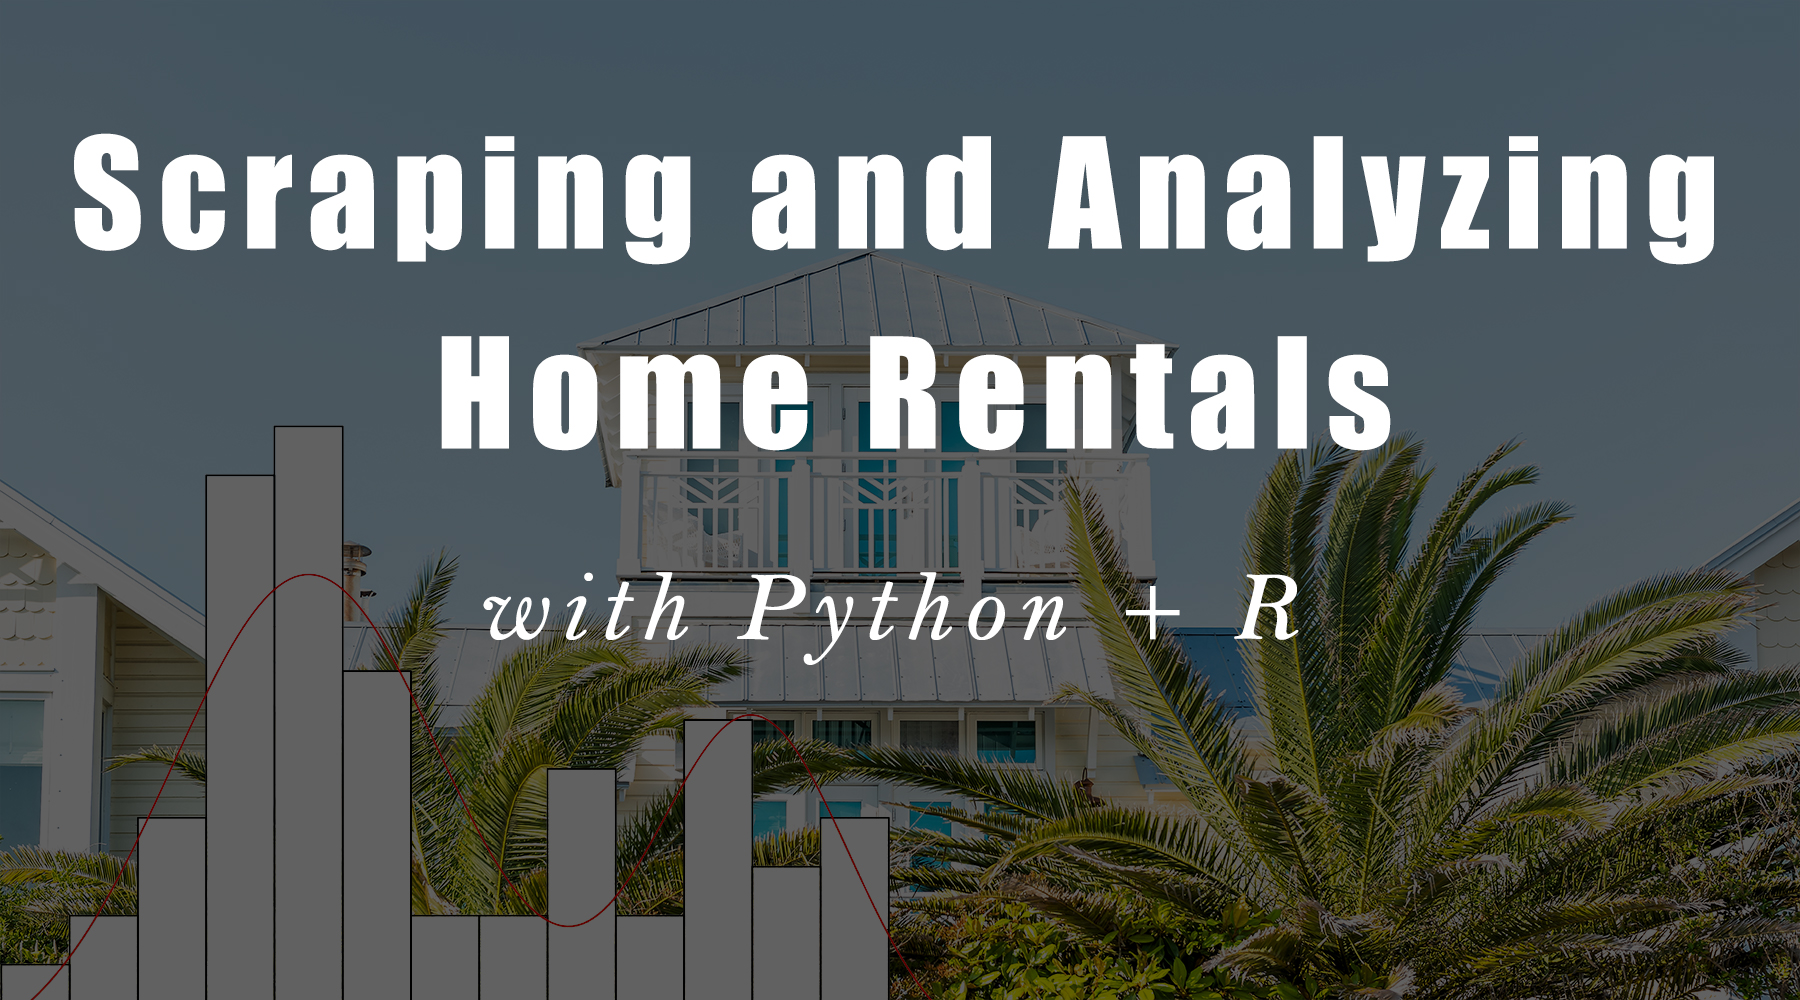 Scraping and Analyzing
Home Rentals
with Python + R